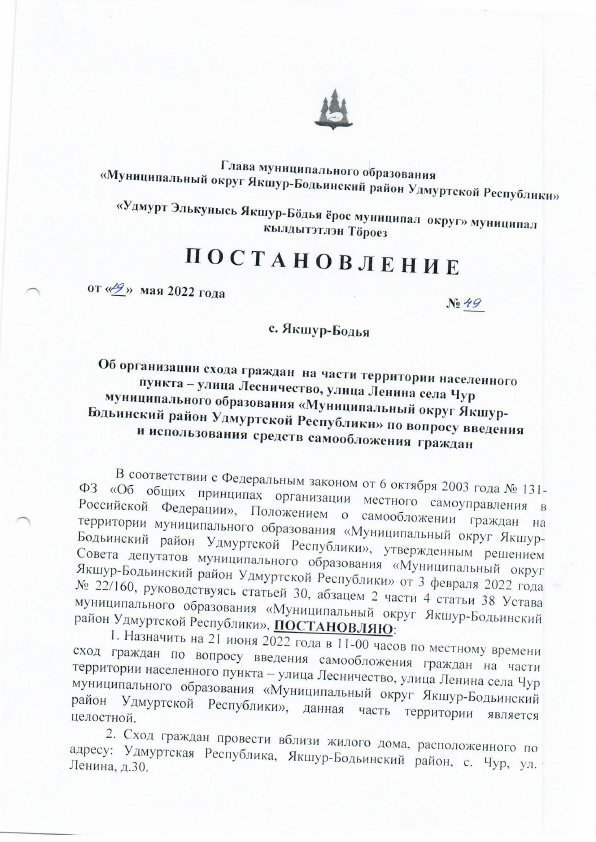 Глава муниципального образования
«Муниципальный округ Якшур-Бодьинский район Удмуртской Республики»
«Удмурт Элькунысь Якшур-Бӧдья ёрос муниципал округ» муниципал
кылдытэтлэн Тӧроез
П О С Т А Н О В Л Е Н И Е
от «19» мая 2022 года
№ 49
с. Якшур-Бодья
Об организации схода граждан на части территории населенного
пункта – улица Лесничество, улица Ленина села Чур
муниципального образования «Муниципальный округ Якшур-
Бодьинский район Удмуртской Республики» по вопросу введения
и использования средств самообложения граждан
В соответствии с Федеральным законом от 6 октября 2003 года № 131-
ФЗ «Об общих принципах организации местного самоуправления в
Российской Федерации», Положением о самообложении граждан на
территории муниципального образования «Муниципальный округ Якшур-
Бодьинский район Удмуртской Республики», утвержденным решением
Совета депутатов муниципального образования «Муниципальный округ
Якшур-Бодьинский район Удмуртской Республики» от 3 февраля 2022 года
№ 22/160, руководствуясь статьей 30, абзацем 2 части 4 статьи 38 Устава
муниципального образования «Муниципальный округ Якшур-Бодьинский
район Удмуртской Республики», ПОСТАНОВЛЯЮ:
1. Назначить на 21 июня 2022 года в 11-00 часов по местному времени
сход граждан по вопросу введения самообложения граждан на части
территории населенного пункта – улица Лесничество, улица Ленина села Чур
муниципального образования «Муниципальный округ Якшур-Бодьинский
район Удмуртской Республики», данная часть территории является
целостной.
2. Сход граждан провести вблизи жилого дома, расположенного по
адресу: Удмуртская Республика, Якшур-Бодьинский район, с. Чур, ул.
Ленина, д.30.